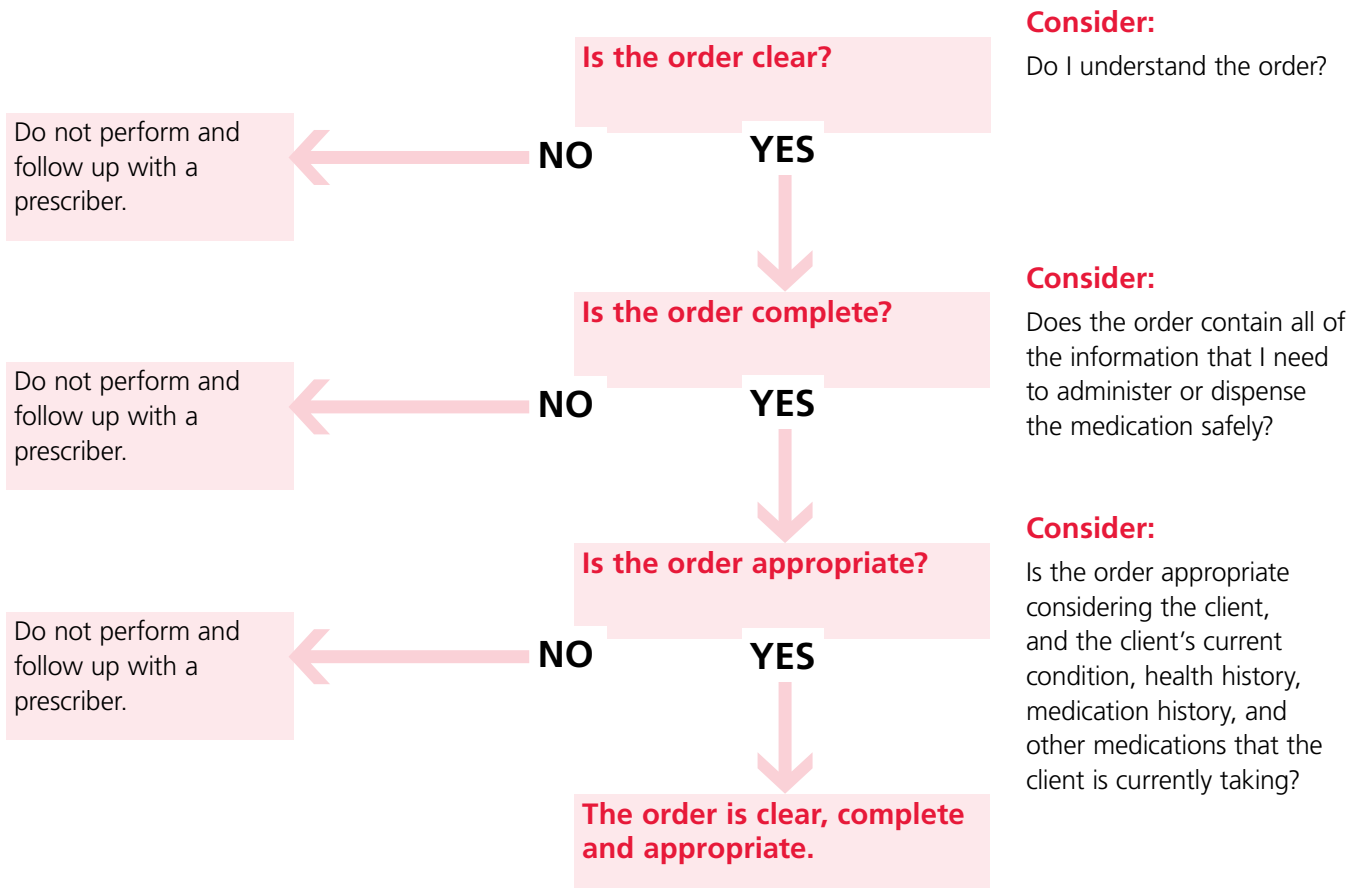 Is the order clear?
Consider:
Do I understand the order?
Do not perform and
follow up with a
prescriber.
NO
YES
Is the order complete?
Consider:
Does the order contain all of
the information that I need
to administer or dispense
the medication safely?
Do not perform and
follow up with a
prescriber.
NO
YES
Is the order appropriate?
Consider:
Is the order appropriate
considering the client,
and the client’s current
condition, health history,
medication history, and
other medications that the
client is currently taking?
Do not perform and
follow up with a
prescriber.
NO
YES
The order is clear, complete
and appropriate.